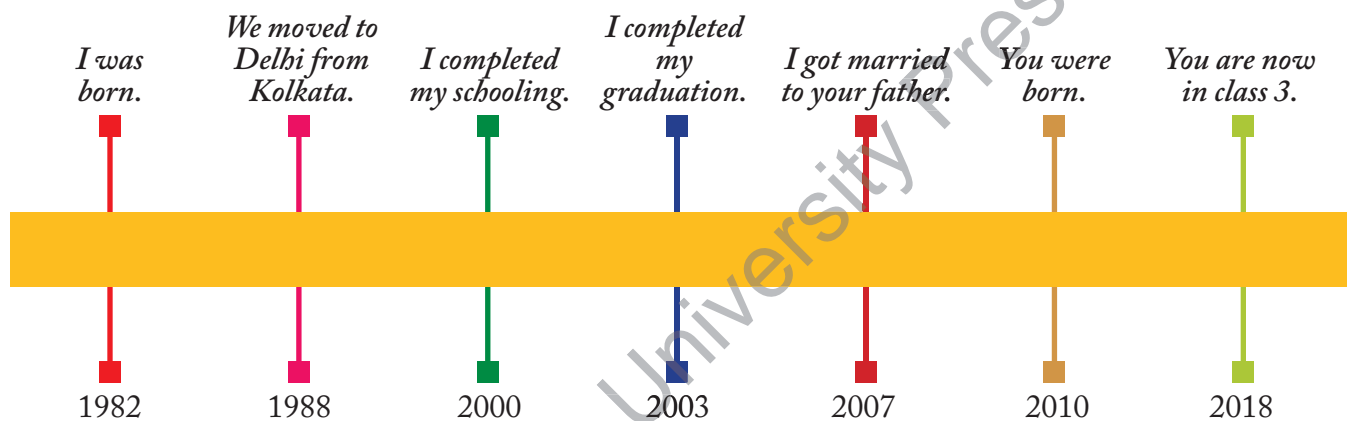 I was
born.
We moved to
Delhi from
Kolkata.
I completed
my schooling.
I completed
my
graduation.
I got married
to your father.
You were
born.
You are now
in class 3.
University Pres
1982
1988
2000
2003
2007
2010
2018